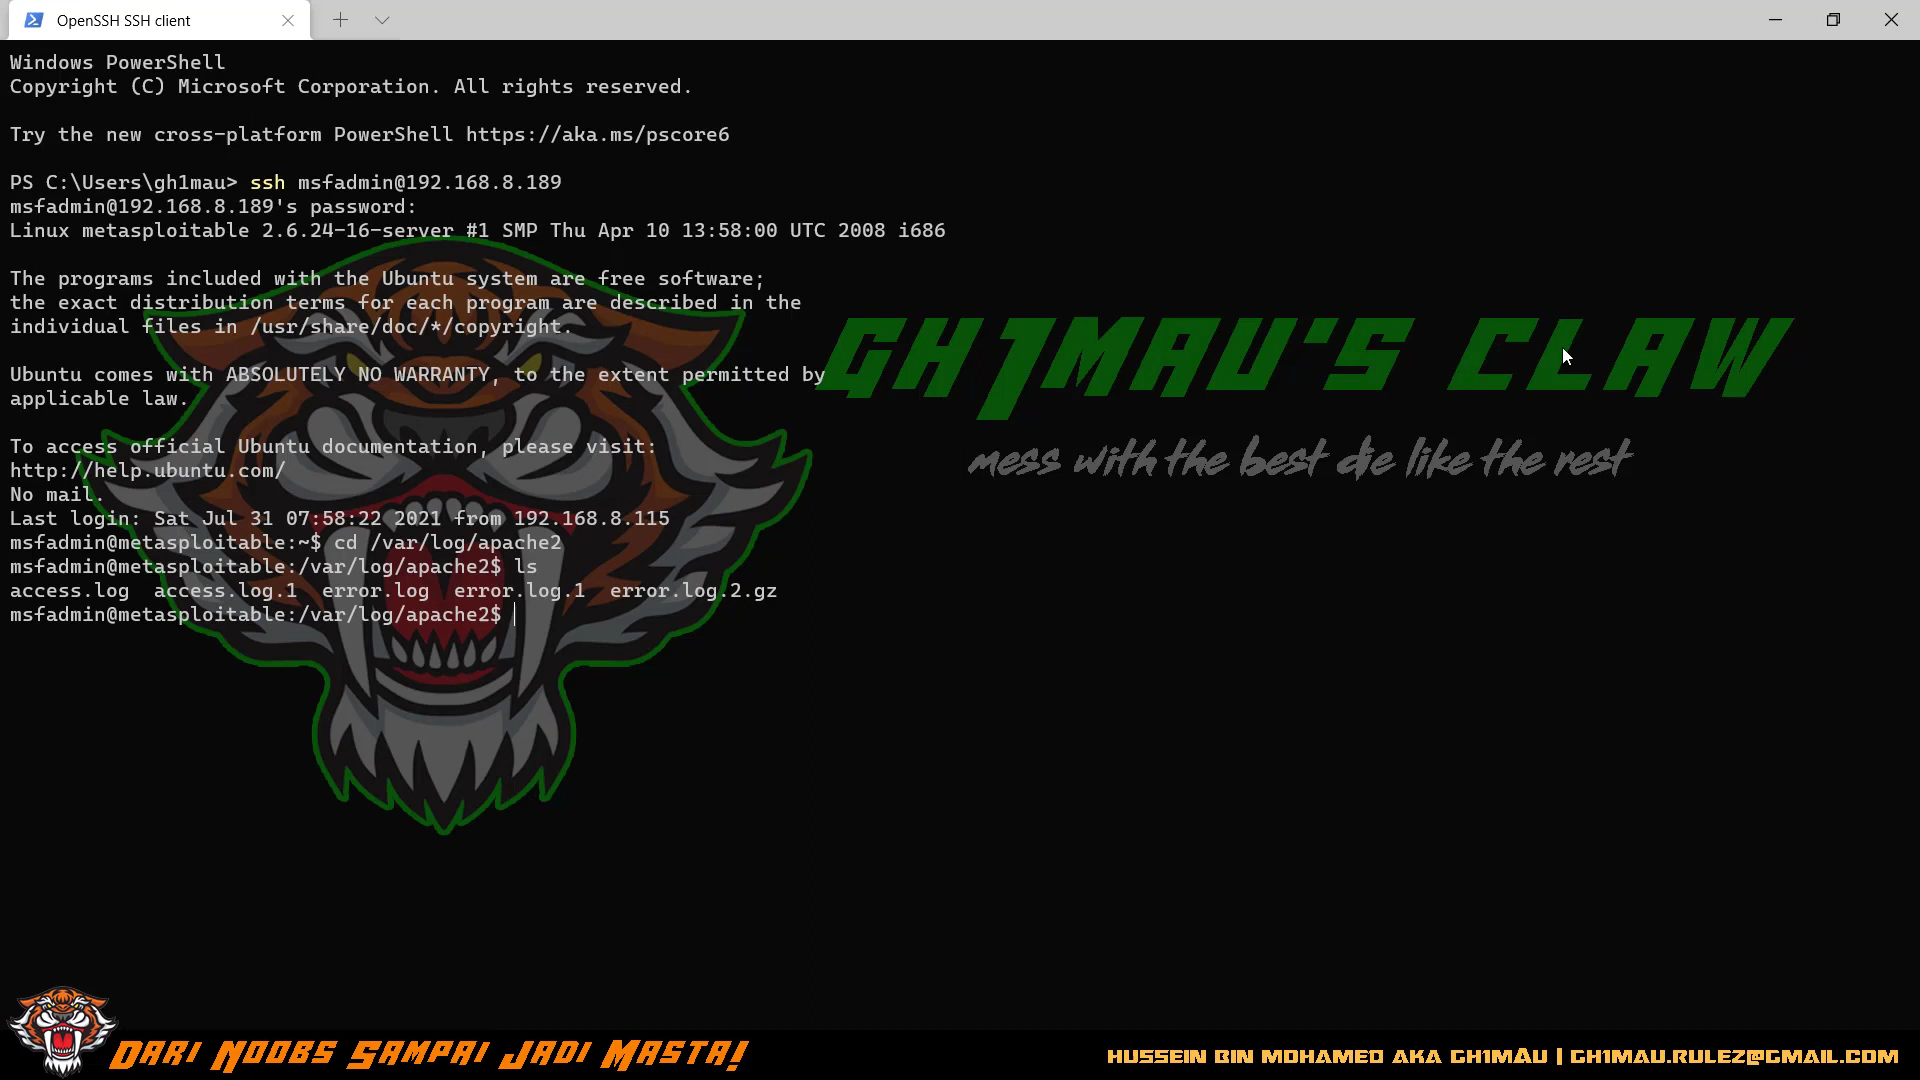 OpenSSH SSH client
Windows PowerShell
Copyright (C) Microsoft Corporation. All rights reserved.
Try the new cross-platform PowerShell https://aka.ms/pscore6
PS C:\Users\gh1mau> ssh msfadmin@192.168.8.189
msfadmin@192.168.8.189's password:
Linux metasploitable 2.6.24-16-server #1 SMP Thu Apr 10 13:58:00 UTC 2008 i686
The programs included with the Ubuntu system are free software;
the exact distribution terms for each program are described in the
individual files in /usr/share/doc/*/copyright.
Ubuntu comes with ABSOLUTELY NO WARRANTY, to the extent permitted by
applicable law.
To access official Ubuntu documentation, please visit:
http://help.ubuntu.com/
No mail.
Last login: Sat Jul 31 07:58:22 2021 from 192.168.8.115
msfadmin@metasploitable:~$ cd /var/log/apache2
msfadmin@metasploitable:/var/log/apache2$ ls
access.log  access.log.1  error.log  error.log.1  error.log.2.gz
msfadmin@metasploitable:/var/log/apache2$
GH1MAU'S CLAW
mess with the best die like the rest
DARI NOOBS SAMPAI JADI MASTA!
HUSSEIN BIN MOHAMED AKA GH1MAU | GH1MAU.RULEZ@GMAIL.COM